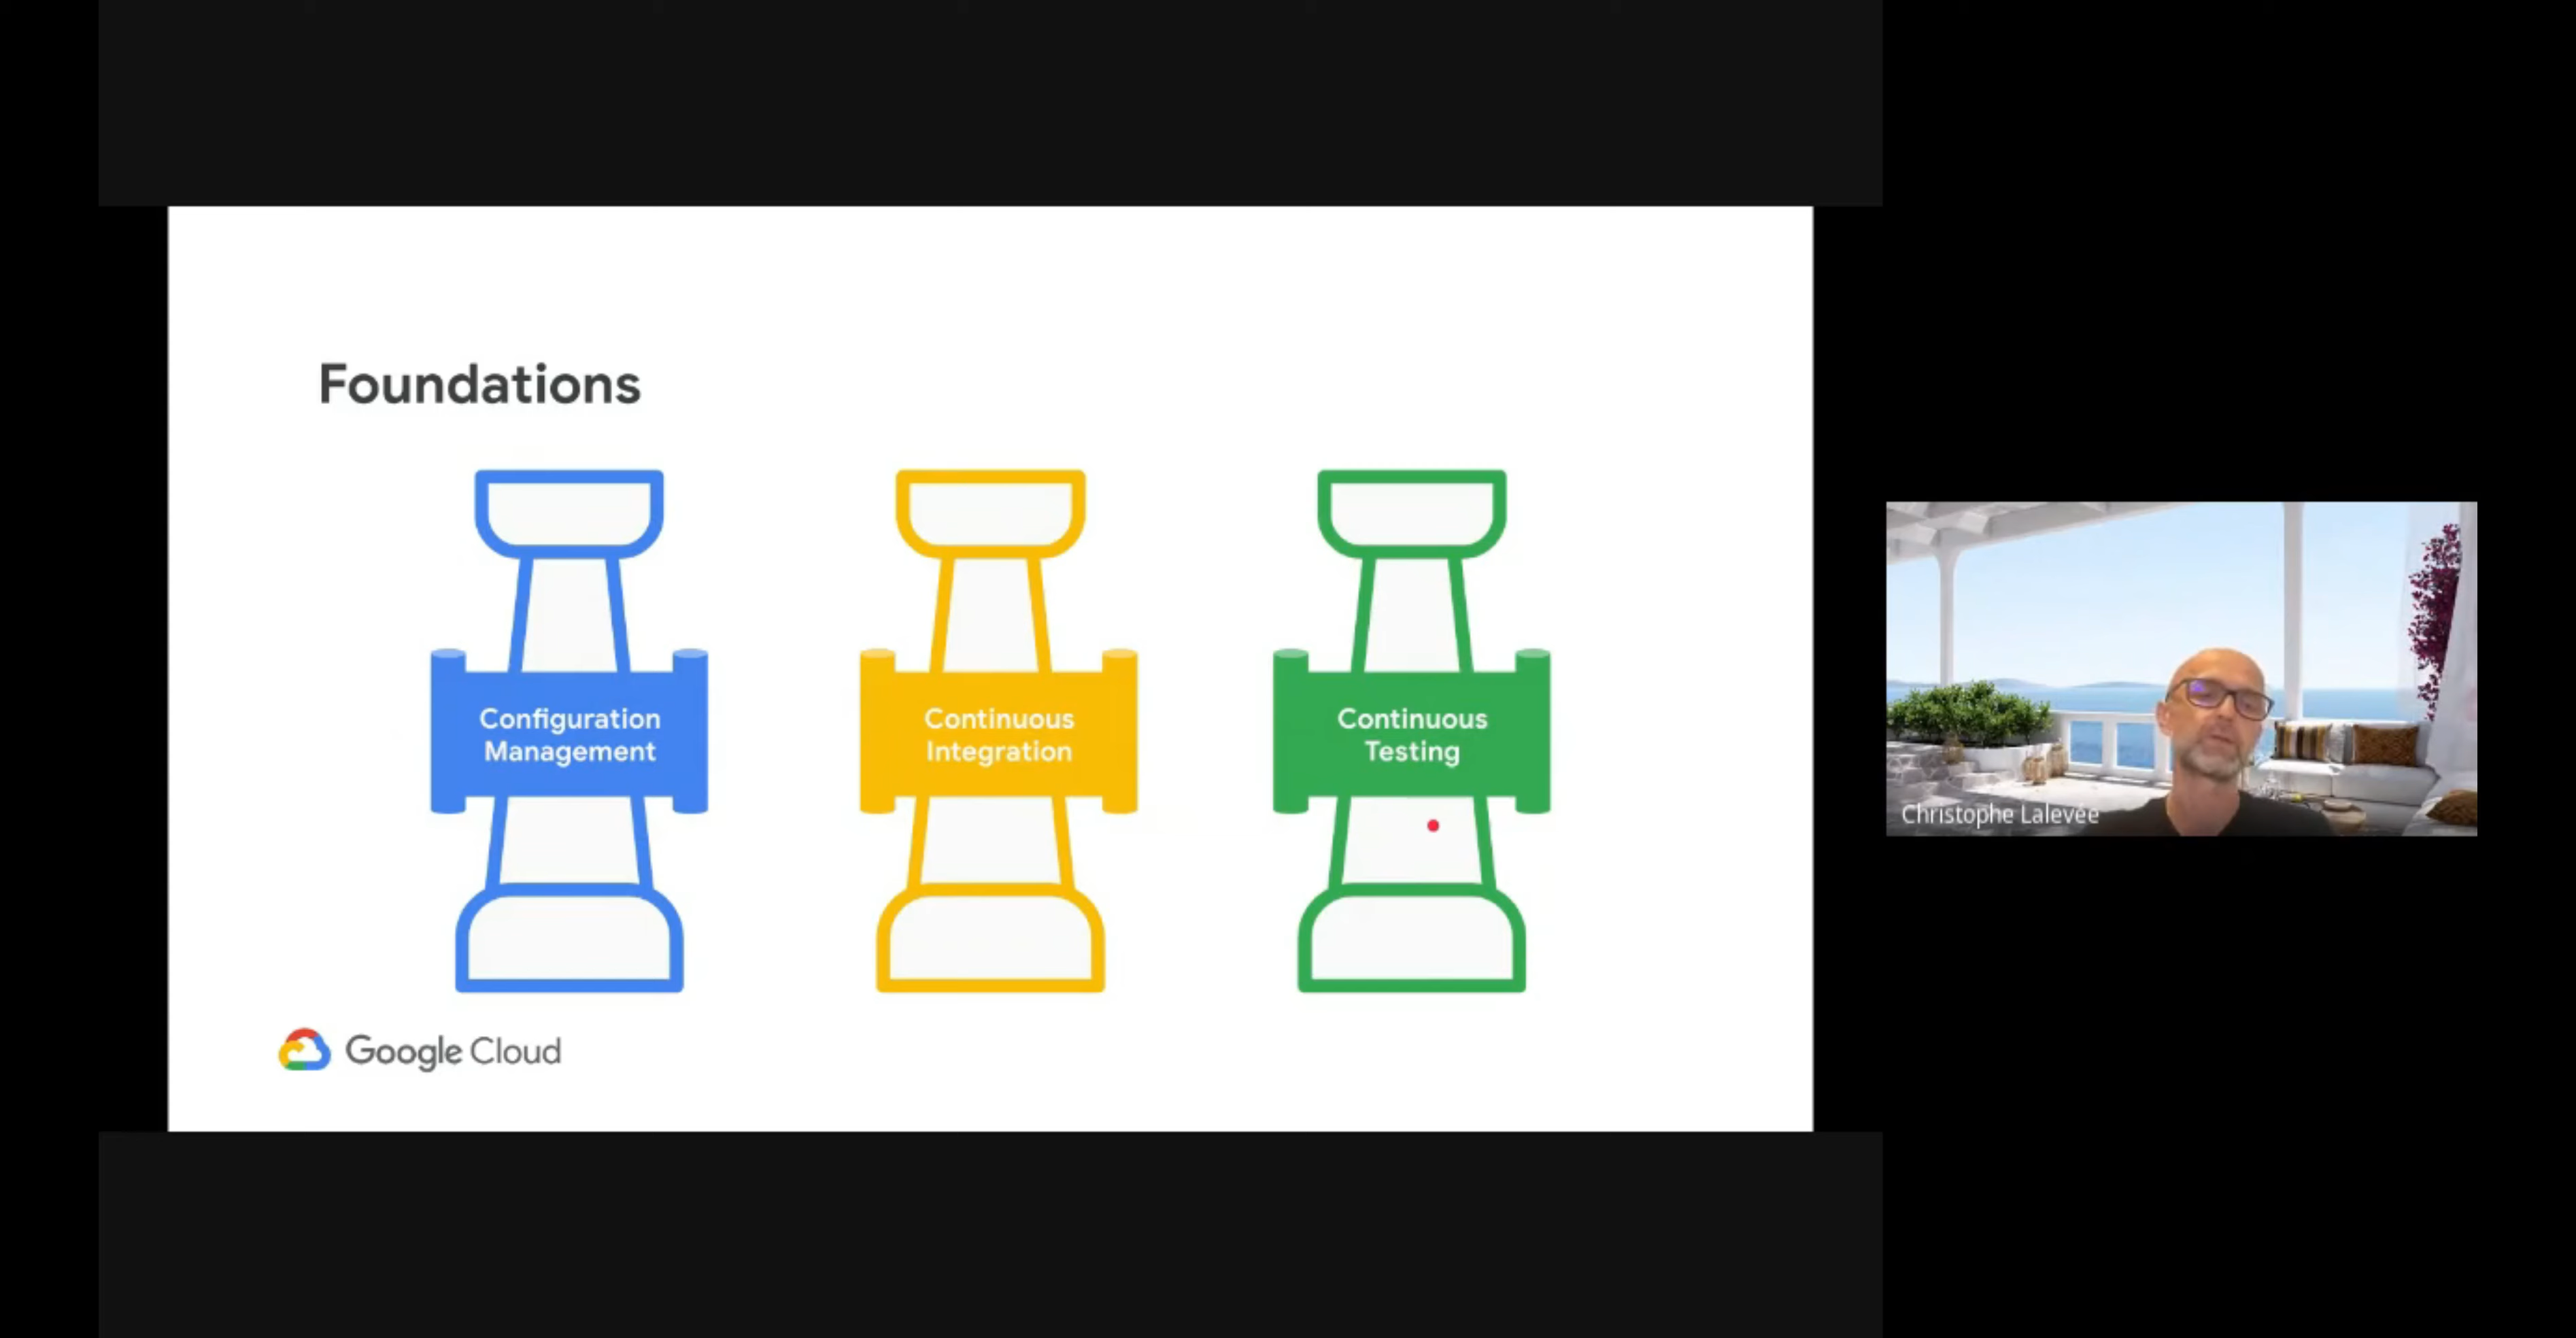 Foundations
Configuration
Management
Continuous
Integration
Continuous
Testing
Google Cloud
Christophe Lalevée